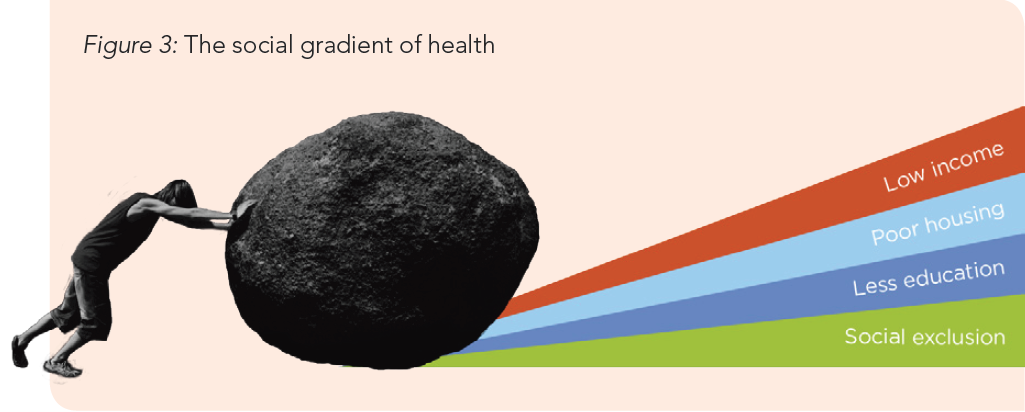 Figure 3: The social gradient of health
Low income
Poor housing
Less education
Social exclusion